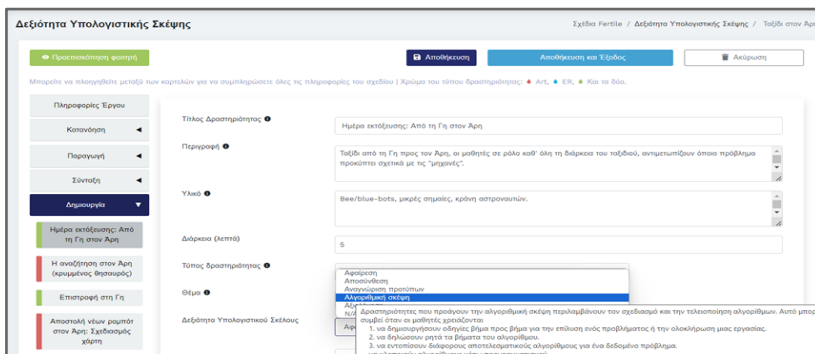 Δεξιότητα Υπολογιστικής Σκέψης
Σχέδια Fertile / Δεξιότητα Υπολογιστικής Σκέψης / Ταξίδι στον Άρη
Προεπισκόπηση φοιτητή
Αποθήκευση
Αποθήκευση και Έξοδος
Ακύρωση
Μπορείτε να πλοηγηθείτε μεταξύ των καρτελών για να συμπληρώσετε όλες τις πληροφορίες του σχεδίου | Χρώμα του τύπου δραστηριότητας: Art, ER, Και τα δύο.
Πληροφορίες Έργου
Κατανόηση
Παραγωγή
Σύνταξη
Δημιουργία
Ημέρα εκτόξευσης: Από
τη Γη στον Άρη
Η αναζήτηση στον Άρη
(κρυμμένος θησαυρός)
Επιστροφή στη Γη
Αποστολή νέων ρομπότ
στον Άρη: Σχεδιασμός
χάρτη
Τίτλος Δραστηριότητας
Ημέρα εκτόξευσης: Από τη Γη στον Άρη
Περιγραφή
Ταξίδι από τη Γη προς τον Άρη, οι μαθητές σε ρόλο καθ' όλη τη διάρκεια του ταξιδιού, αντιμετωπίζουν όποιο πρόβλημα
προκύπτει σχετικά με τις "μηχανές".
Υλικό
Bee/blue-bots, μικρές σημαίες, κράνη αστροναυτών.
Διάρκεια (λεπτά)
5
Τύπος δραστηριότητας
Θέμα
Δεξιότητα Υπολογιστικού Σκέλους
Αφαίρεση
Αποσύνθεση
Αναγνώριση προτύπων
Αλγοριθμική σκέψη
Δραστηριότητες που προάγουν την αλγοριθμική σκέψη περιλαμβάνουν τον σχεδιασμό και την τελειοποίηση αλγορίθμων. Αυτό μπορ
συμβεί όταν οι μαθητές χρειάζονται
1. να δημιουργήσουν οδηγίες βήμα προς βήμα για την επίλυση ενός προβλήματος ή την ολοκλήρωση μιας εργασίας.
2. να δηλώσουν ρητά τα βήματα του αλγορίθμου.
3. να εντοπίσουν διάφορους αποτελεσματικούς αλγορίθμους για ένα δεδομένο πρόβλημα.